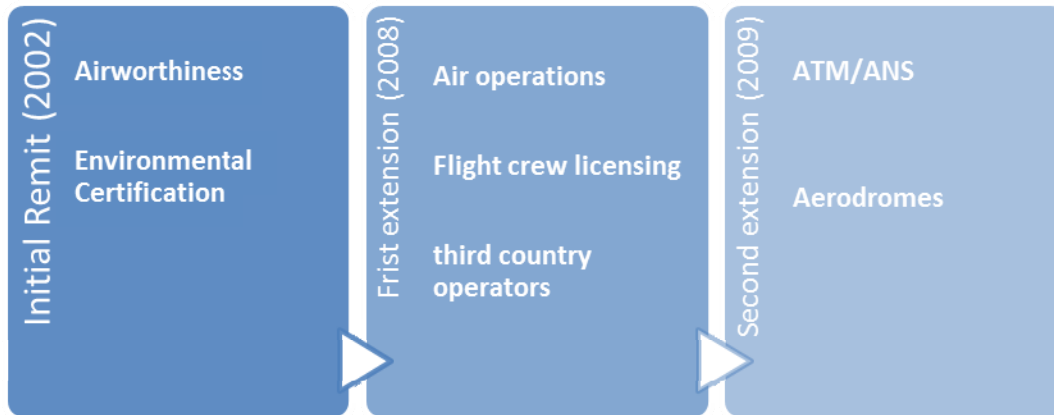 Initial Remit (2002)
Airworthiness
Environmental
Certification
Frist extension (2008)
Air operations
Flight crew licensing
third country
operators
Second extension (2009)
ATM/ANS
Aerodromes